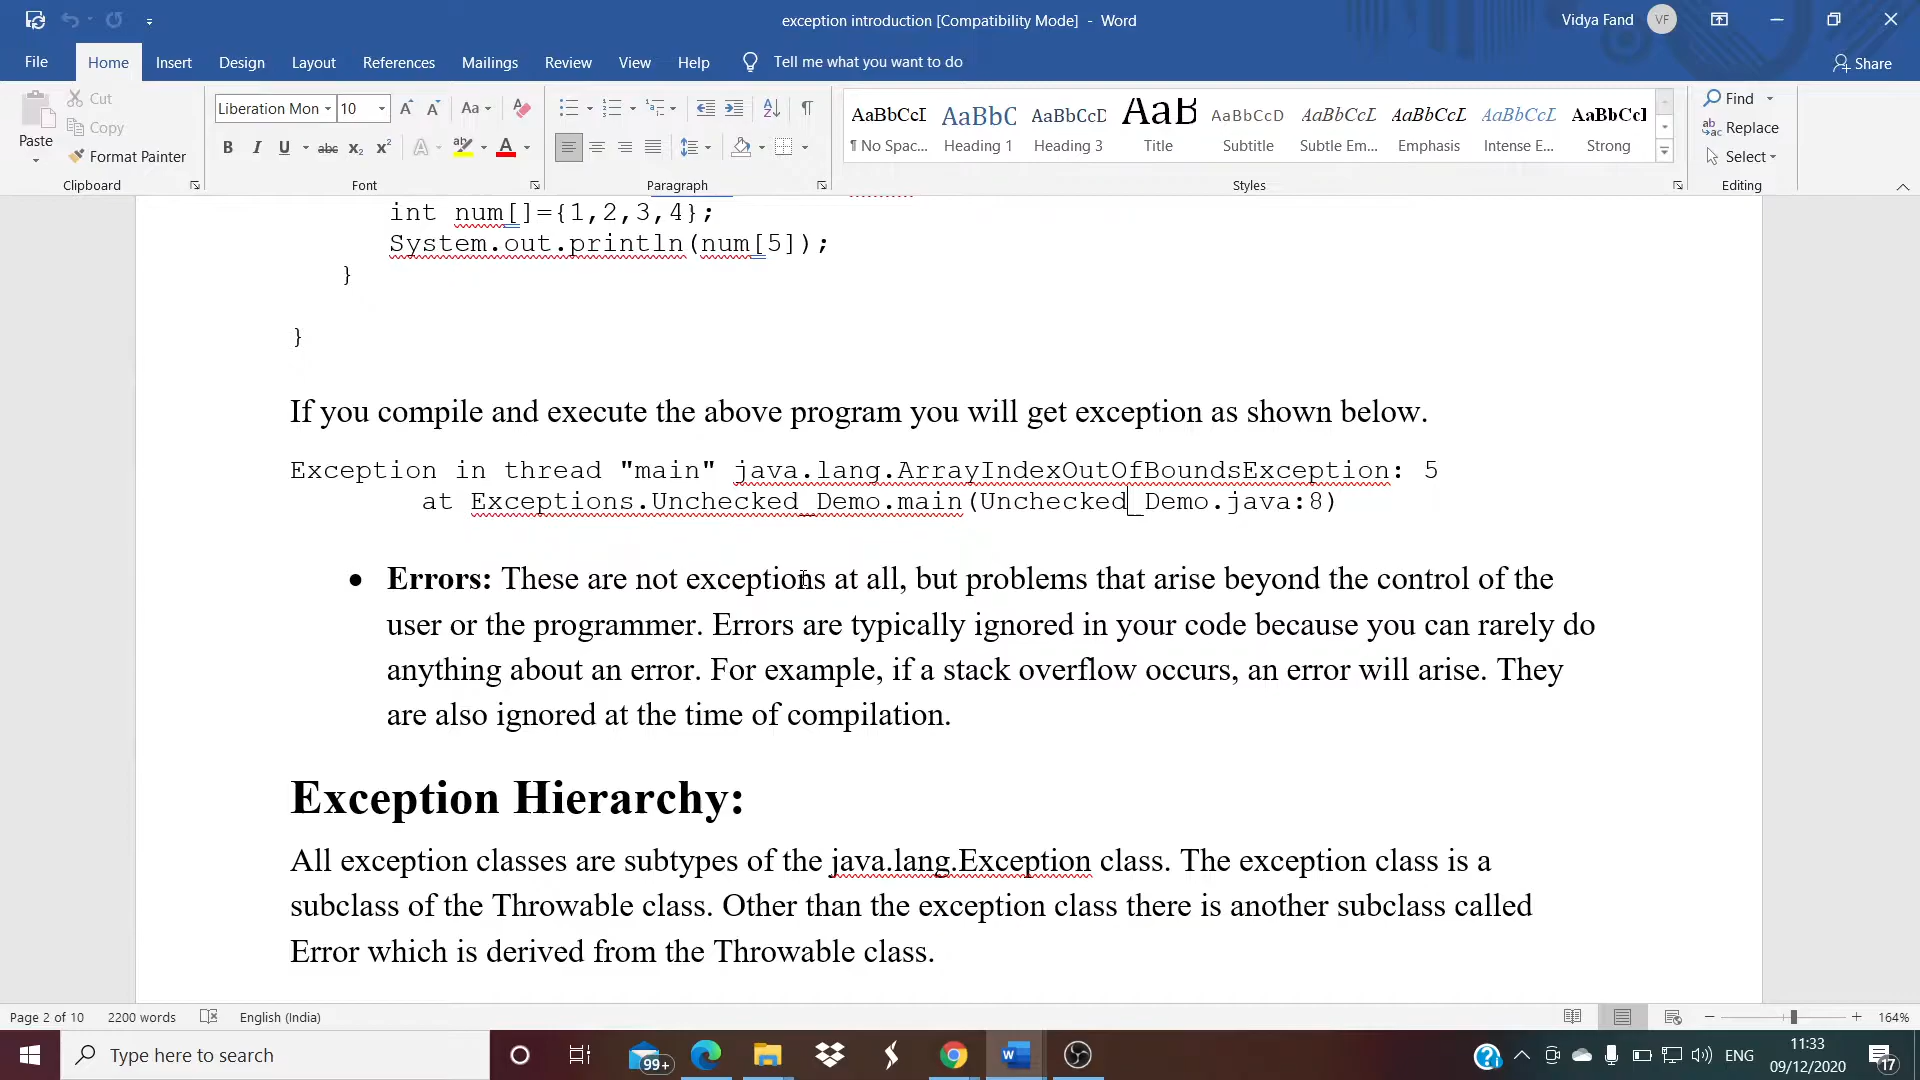 exception introduction [Compatibility Mode] - Word
Vidya Fand
VF
File
Home
Insert
Design
Layout
References
Mailings
Review
View
Help
Tell me what you want to do
Share
Paste
Cut
Copy
Format Painter
Clipboard
Liberation Mon
10
Font
Paragraph
AaBbCcI
AaBbC
AaBbCcD
AaB
AaBbCcD
AaBbCcL
AaBbCcL
AaBbCcL
AaBbCcl
¶ No Spac...
Heading 1
Heading 3
Title
Subtitle
Subtle Em...
Emphasis
Intense E...
Strong
Styles
Find
Replace
Select
Editing
int num[]={1,2,3,4};
System.out.println(num[5]);
}
}
If you compile and execute the above program you will get exception as shown below.
Exception in thread "main" java.lang.ArrayIndexOutOfBoundsException: 5
at Exceptions.Unchecked_Demo.main(Unchecked_Demo.java:8)
• Errors: These are not exceptions at all, but problems that arise beyond the control of the
user or the programmer. Errors are typically ignored in your code because you can rarely do
anything about an error. For example, if a stack overflow occurs, an error will arise. They
are also ignored at the time of compilation.
Exception Hierarchy:
All exception classes are subtypes of the java.lang.Exception class. The exception class is a
subclass of the Throwable class. Other than the exception class there is another subclass called
Error which is derived from the Throwable class.
Page 2 of 10
2200 words
English (India)
164%
Type here to search
99+
ENG
11:33
09/12/2020
17